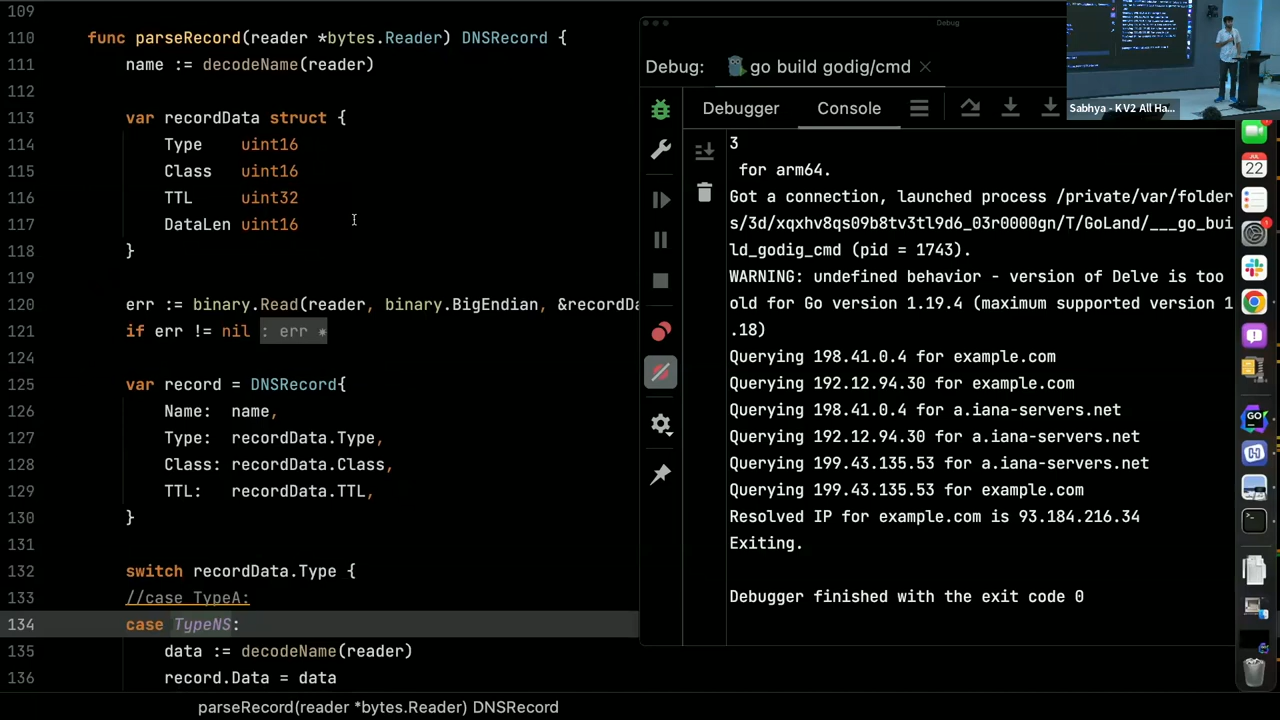 109
110 func parseRecord(reader *bytes.Reader) DNSRecord {
111 name := decodeName(reader)
112
113 var recordData struct {
114 Type uint16
115 Class uint16
116 TTL uint32
117 DataLen uint16
118 }
119
120 err := binary.Read(reader, binary.BigEndian, &recordDa
121 if err != nil : err *
124
125 var record = DNSRecord{
126 Name: name,
127 Type: recordData.Type,
128 Class: recordData.Class,
129 TTL: recordData.TTL,
130 }
131
132 switch recordData.Type {
133 //case TypeA:
134 case TypeNS:
135 data := decodeName(reader)
136 record.Data = data
parseRecord(reader *bytes.Reader) DNSRecord
Debug
Debug: go build godig/cmd
Debugger Console
3
for arm64.
Got a connection, launched process /private/var/folder
s/3d/xqxhv8qs09b8tv3tl9d6_03r0000gn/T/GoLand/___go_bui
ld_godig_cmd (pid = 1743).
WARNING: undefined behavior - version of Delve is too
old for Go version 1.19.4 (maximum supported version 1
.18)
Querying 198.41.0.4 for example.com
Querying 192.12.94.30 for example.com
Querying 198.41.0.4 for a.iana-servers.net
Querying 192.12.94.30 for a.iana-servers.net
Querying 199.43.135.53 for a.iana-servers.net
Querying 199.43.135.53 for example.com
Resolved IP for example.com is 93.184.216.34
Exiting.
Debugger finished with the exit code 0
Sabhya - KV2 All Ha...
JUL
22
GO